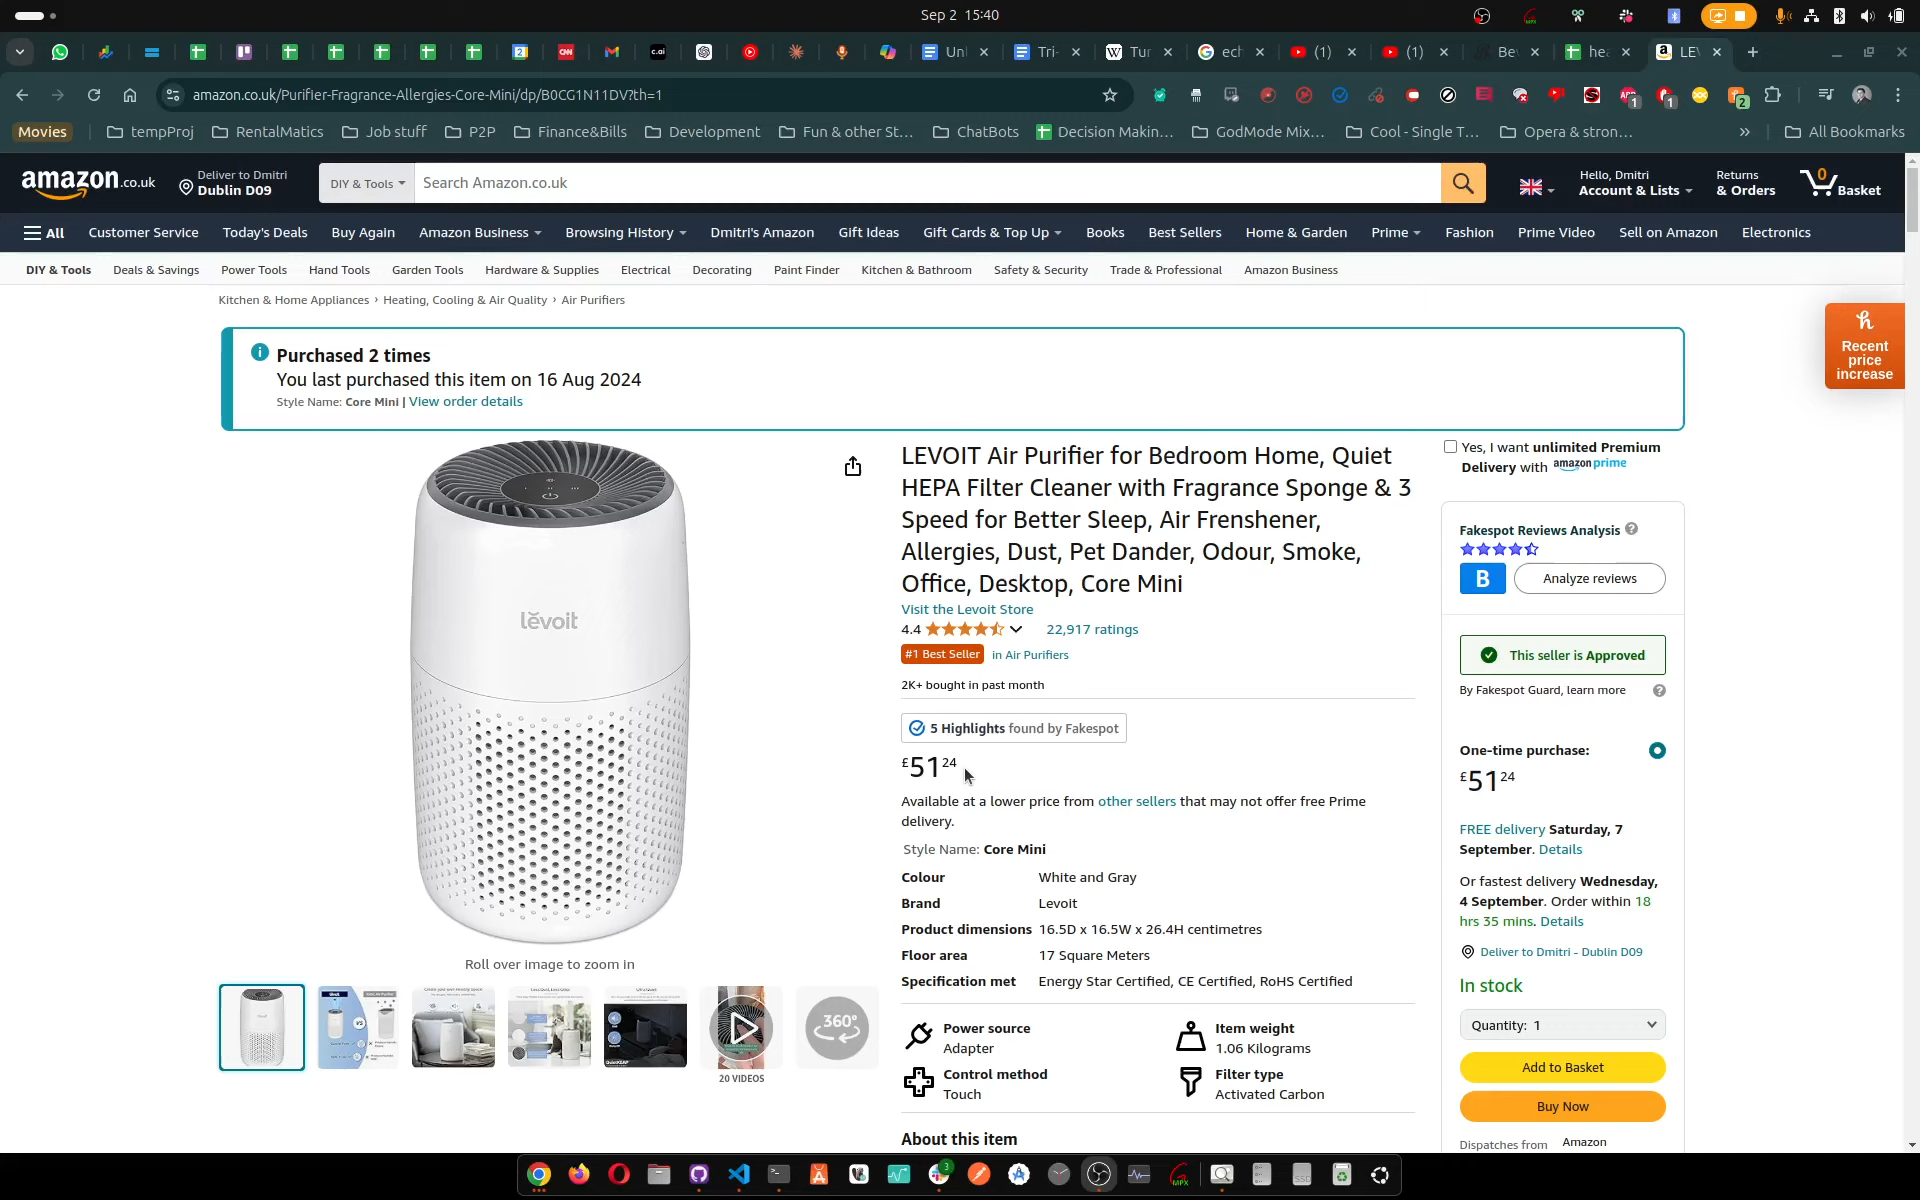 Sep 2 15:40
Un
Tri-
Tur
ech
(1)
(1)
Be
he
LE
amazon.co.uk/Purifier-Fragrance-Allergies-Core-Mini/dp/B0CG1N11DV?th=1
Movies
tempProj
RentalMatics
Job stuff
P2P
Finance&Bills
Development
Fun & other St...
ChatBots
Decision Makin...
GodMode Mix...
Cool - Single T...
Opera & stron...
»
All Bookmarks
amazon.co.uk
Deliver to Dmitri
Dublin D09
DIY & Tools
Search Amazon.co.uk
Hello, Dmitri
Account & Lists
Returns
& Orders
0
Basket
All
Customer Service
Today's Deals
Buy Again
Amazon Business
Browsing History
Dmitri's Amazon
Gift Ideas
Gift Cards & Top Up
Books
Best Sellers
Home & Garden
Prime
Fashion
Prime Video
Sell on Amazon
Electronics
DIY & Tools
Deals & Savings
Power Tools
Hand Tools
Garden Tools
Hardware & Supplies
Electrical
Decorating
Paint Finder
Kitchen & Bathroom
Safety & Security
Trade & Professional
Amazon Business
Kitchen & Home Appliances › Heating, Cooling & Air Quality › Air Purifiers
Recent
price
increase
Purchased 2 times
You last purchased this item on 16 Aug 2024
Style Name: Core Mini | View order details
levoit
Roll over image to zoom in
360°
20 VIDEOS
LEVOIT Air Purifier for Bedroom Home, Quiet
HEPA Filter Cleaner with Fragrance Sponge & 3
Speed for Better Sleep, Air Frenshener,
Allergies, Dust, Pet Dander, Odour, Smoke,
Office, Desktop, Core Mini
Visit the Levoit Store
4.4
22,917 ratings
#1 Best Seller
in Air Purifiers
2K+ bought in past month
5 Highlights found by Fakespot
£51 24
Available at a lower price from other sellers that may not offer free Prime
delivery.
Style Name: Core Mini
Colour White and Gray
Brand Levoit
Product dimensions 16.5D x 16.5W x 26.4H centimetres
Floor area 17 Square Meters
Specification met Energy Star Certified, CE Certified, RoHS Certified
Power source
Adapter
Item weight
1.06 Kilograms
Control method
Touch
Filter type
Activated Carbon
About this item
Yes, I want unlimited Premium
Delivery with amazon prime
Fakespot Reviews Analysis
B
Analyze reviews
This seller is Approved
By Fakespot Guard, learn more
One-time purchase:
£51 24
FREE delivery Saturday, 7
September. Details
Or fastest delivery Wednesday,
4 September. Order within 18
hrs 35 mins. Details
Deliver to Dmitri - Dublin D09
In stock
Quantity: 1
Add to Basket
Buy Now
Dispatches from Amazon